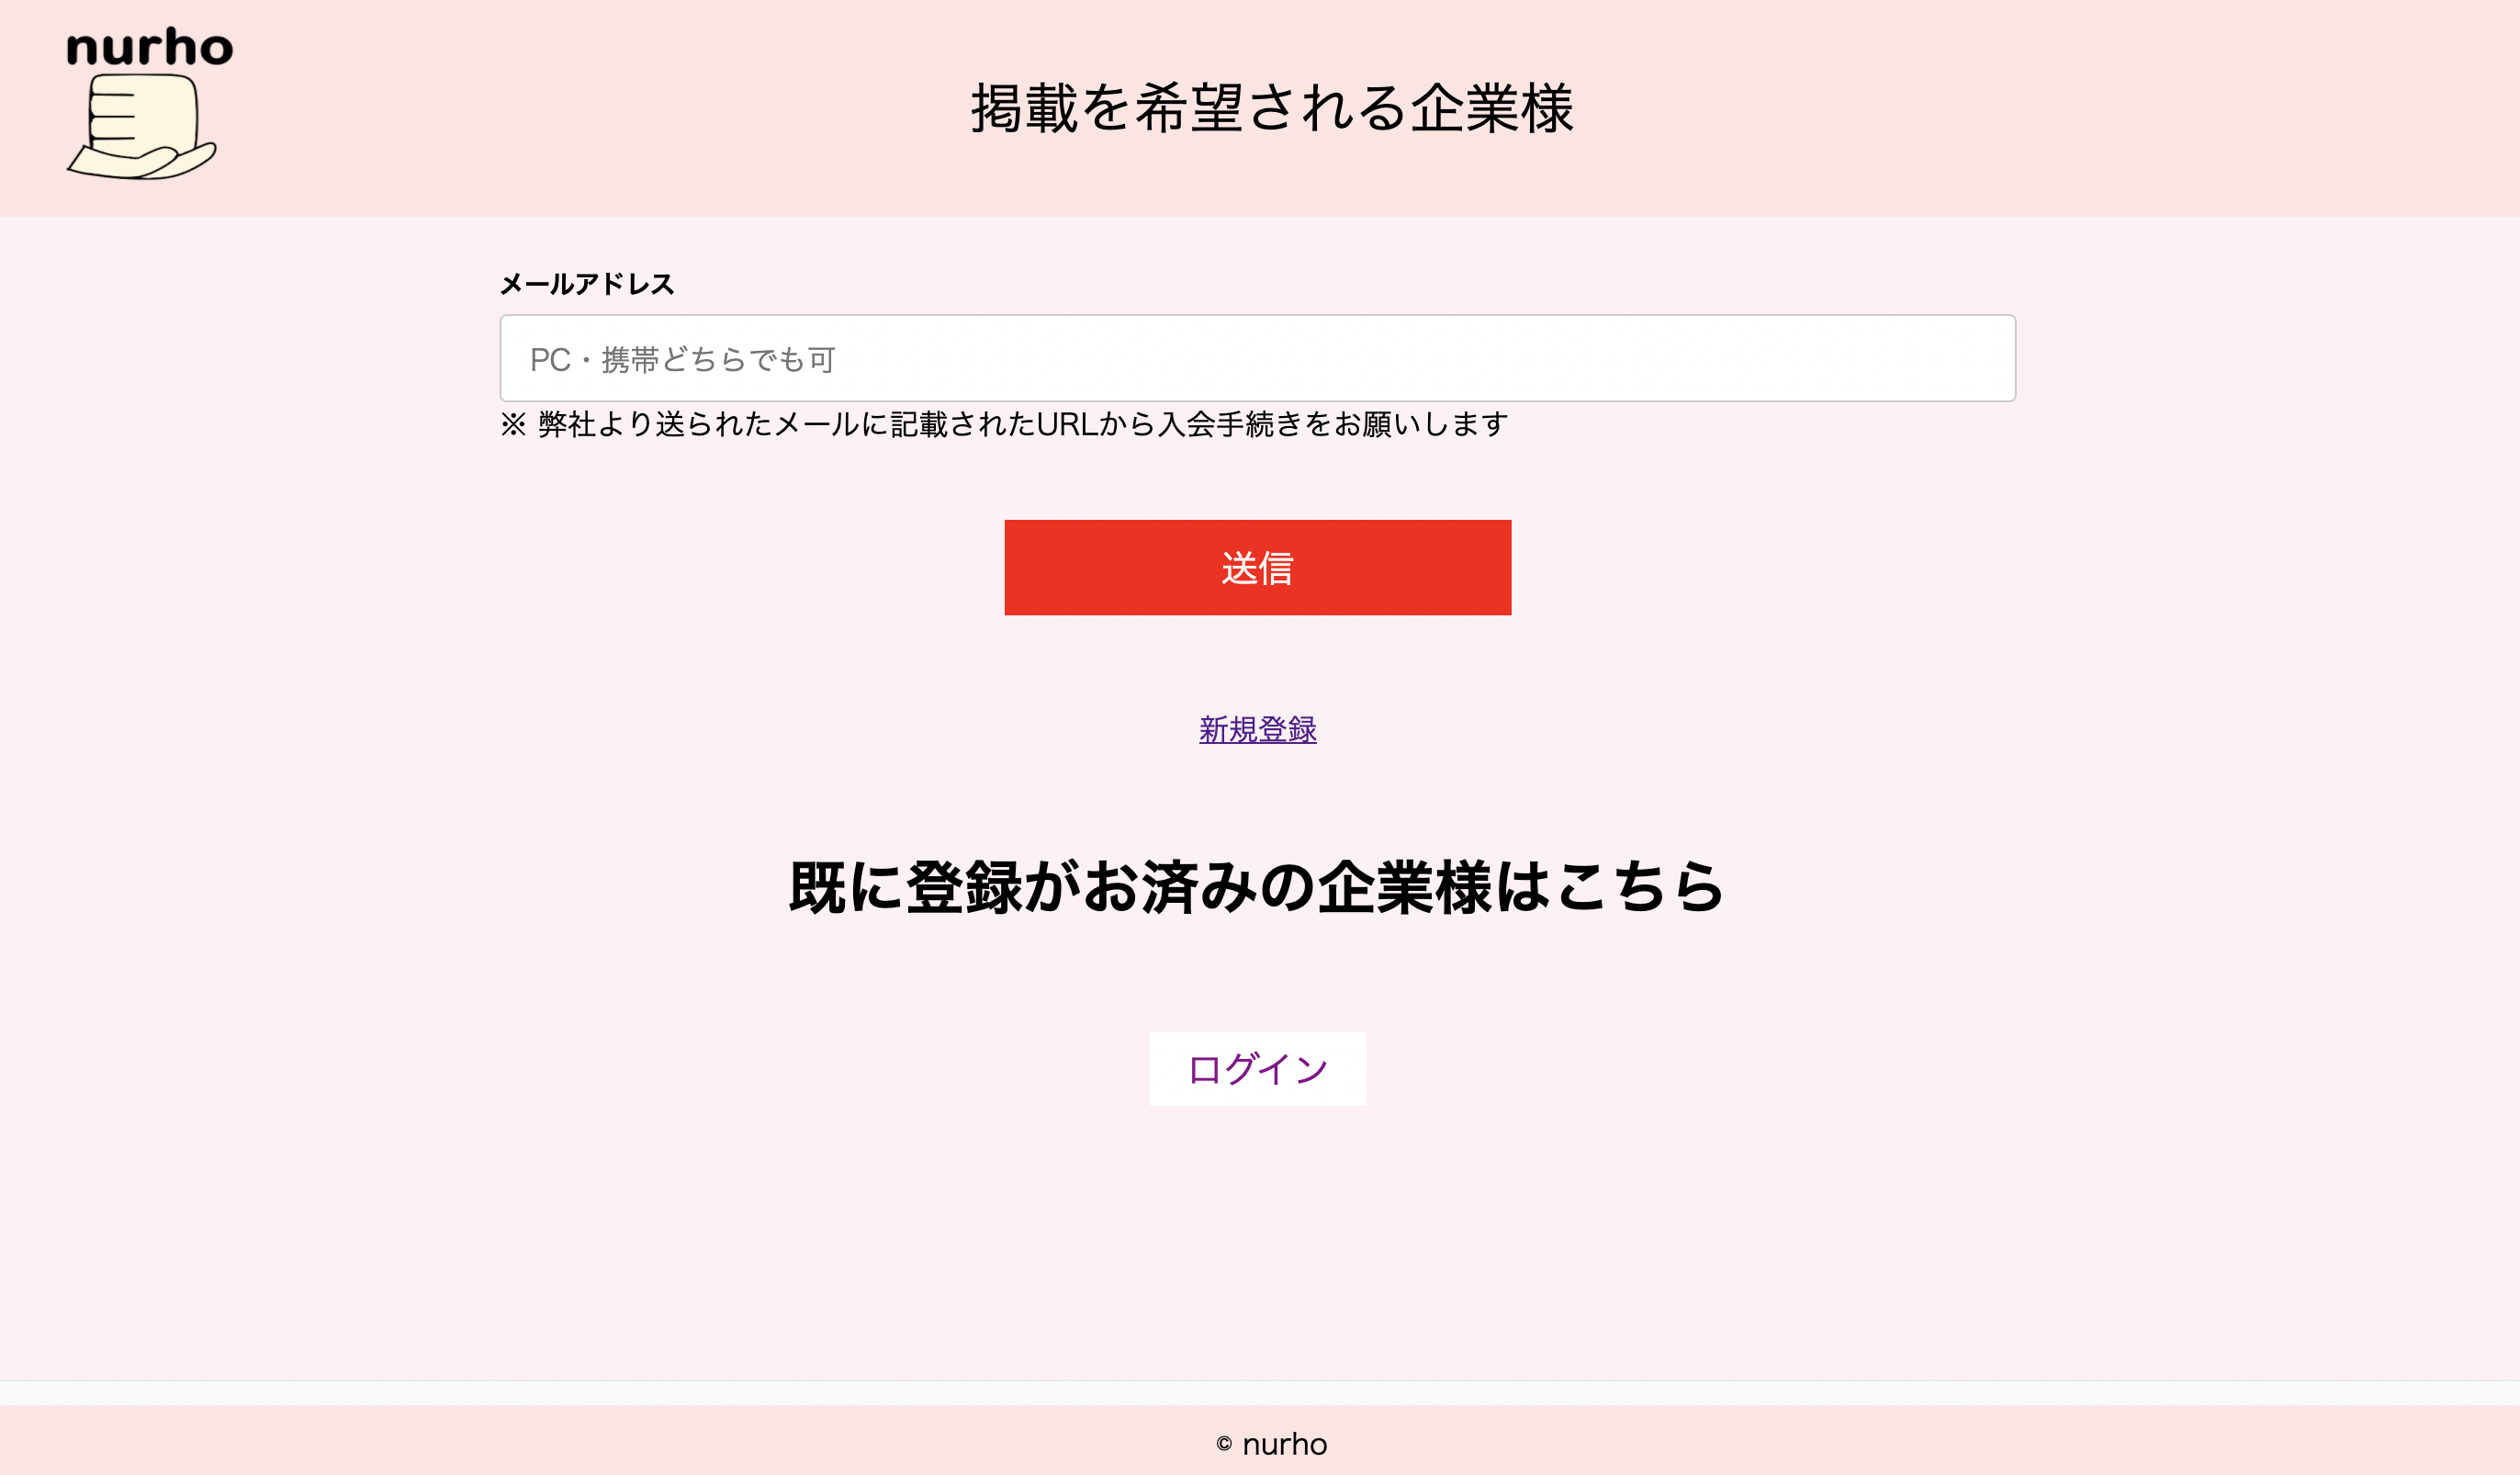 nurho
掲載を希望される企業様
メールアドレス
PC・携帯どちらでも可
※ 弊社より送られたメールに記載されたURLから入会手続きをお願いします
送信
新規登録
既に登録がお済みの企業様はこちら
ログイン
© nurho